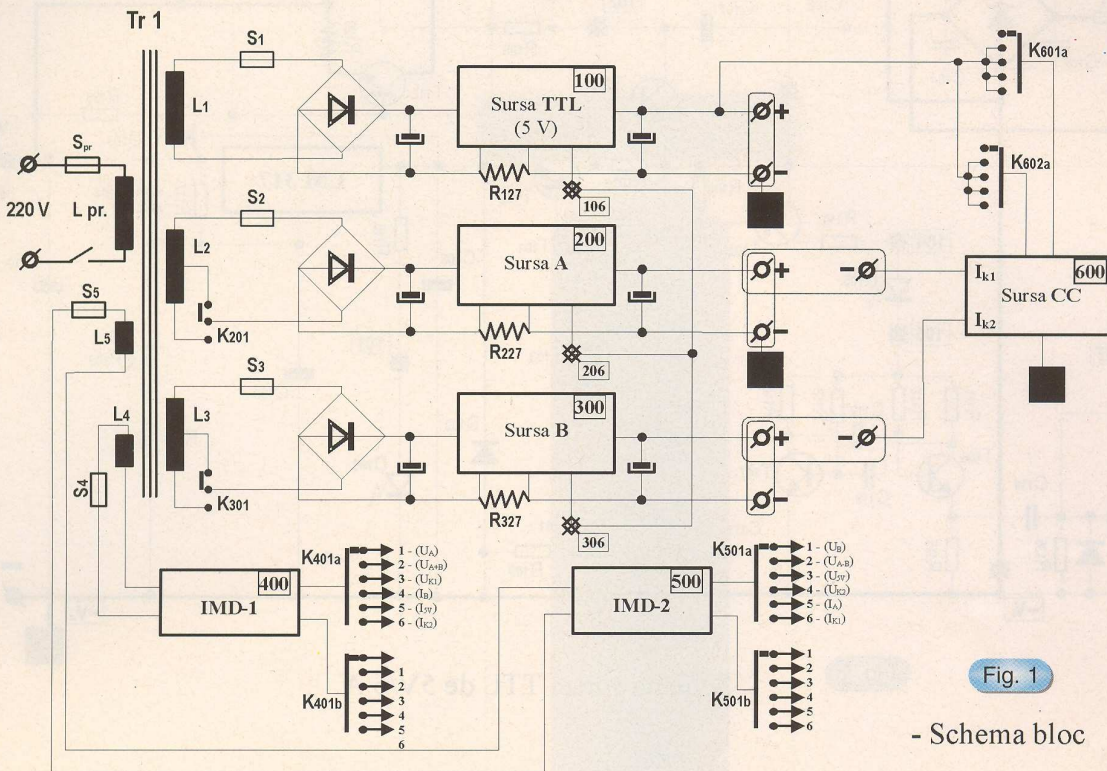 Tr 1
S1
L1
100
Sursa TTL
(5 V)
+
-
R127
106
K601a
K602a
Spr
220 V
L pr.
S2
L2
K201
200
Sursa A
+
-
-
R227
206
600
Ik1
Sursa CC
Ik2
S5
L5
S3
L3
K301
300
Sursa B
+
-
-
R327
306
L4
S4
400
IMD-1
K401a
1 - (UA)
2 - (UA+B)
3 - (UK1)
4 - (IB)
5 - (I5V)
6 - (IK2)
K401b
1
2
3
4
5
6
500
IMD-2
K501a
1 - (UB)
2 - (UA-B)
3 - (U5V)
4 - (UK2)
5 - (IA)
6 - (IK1)
K501b
1
2
3
4
5
6
Fig. 1
- Schema bloc